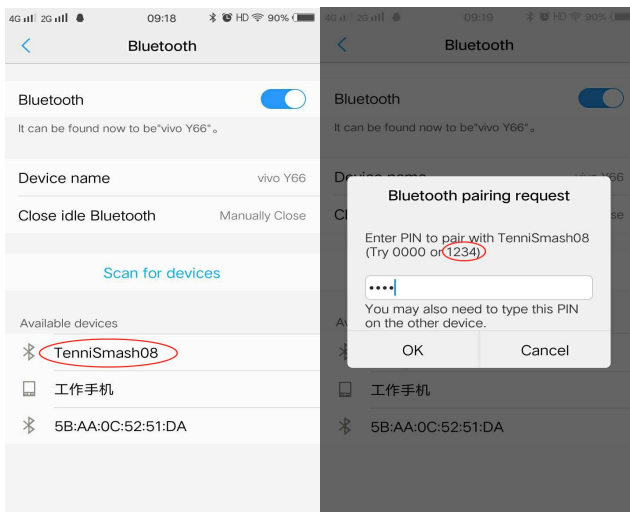 4G 2G 09:18 HD 90%
Bluetooth
Bluetooth
It can be found now to be"vivo Y66"。
Device name vivo Y66
Close idle Bluetooth Manually Close
Scan for devices
Available devices
TenniSmash08
工作手机
5B:AA:0C:52:51:DA
4G 2G 09:19 HD 90%
Bluetooth
Bluetooth
It can be found now to be"vivo Y66"。
Bluetooth pairing request
Enter PIN to pair with TenniSmash08
(Try 0000 or 1234)
••••
You may also need to type this PIN
on the other device.
OK Cancel
工作手机
5B:AA:0C:52:51:DA